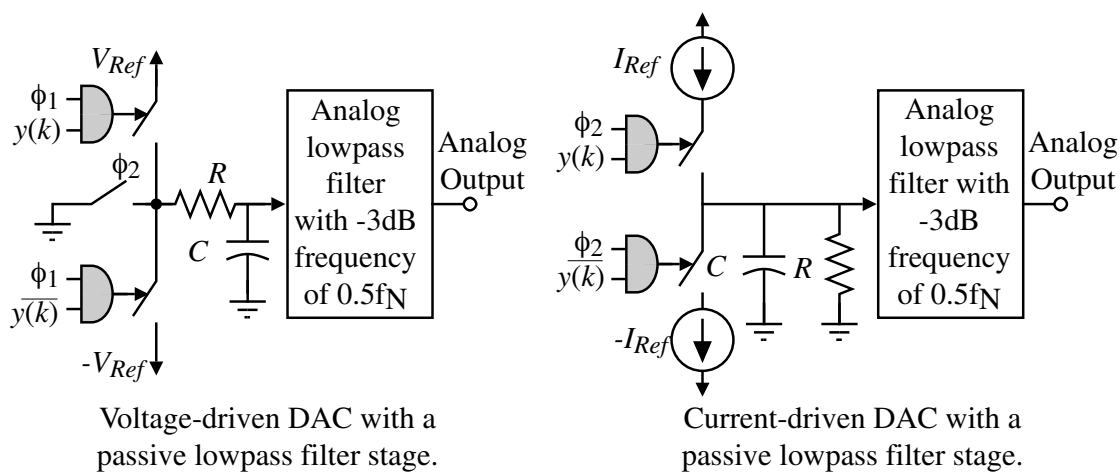 V_Ref
ϕ1
y(k)
ϕ2
R
C
ϕ1
y(k)
-V_Ref
Analog
lowpass
filter
with -3dB
frequency
of 0.5fN
Analog
Output
Voltage-driven DAC with a
passive lowpass filter stage.
I_Ref
ϕ2
y(k)
ϕ2
y(k)
C
R
-I_Ref
Analog
lowpass
filter with
-3dB
frequency
of 0.5fN
Analog
Output
Current-driven DAC with a
passive lowpass filter stage.